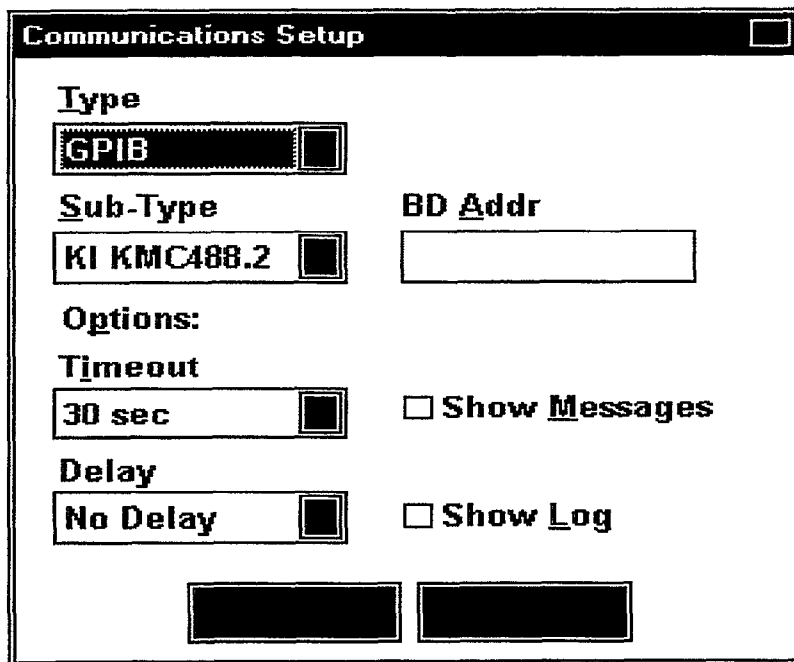 Communications Setup
Type
GPIB
Sub-Type
BD Addr
KI KMC488.2
Options:
Timeout
30 sec
Show Messages
Delay
No Delay
Show Log